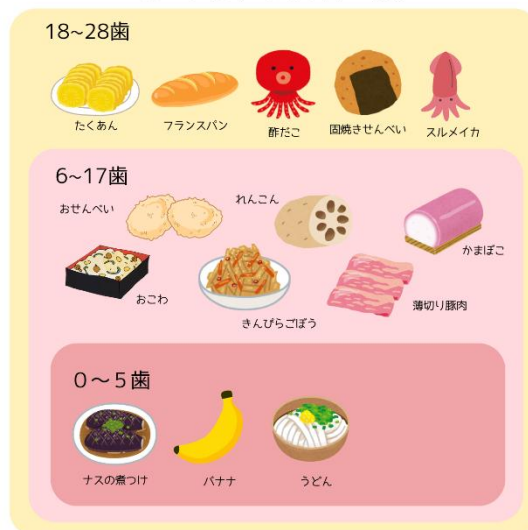 18~28歯
たくあん
フランスパン
酢だこ
固焼きせんべい
スルメイカ
6~17歯
おせんべい
れんこん
かまぼこ
おこわ
きんぴらごぼう
薄切り豚肉
0～5歯
ナスの煮つけ
バナナ
うどん